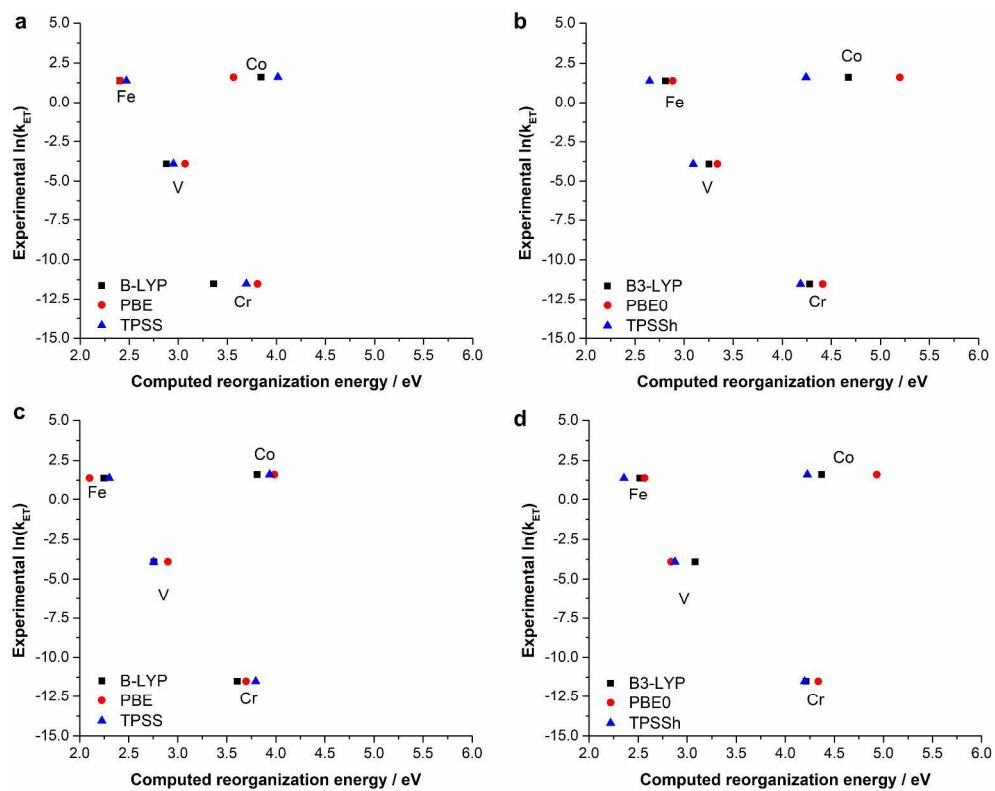 a
5.0
2.5
0.0
-2.5
-5.0
-7.5
-10.0
-12.5
-15.0
Experimental ln(kET)
Fe
Co
V
Cr
B-LYP
PBE
TPSS
2.0 2.5 3.0 3.5 4.0 4.5 5.0 5.5 6.0
Computed reorganization energy / eV
b
5.0
2.5
0.0
-2.5
-5.0
-7.5
-10.0
-12.5
-15.0
Experimental ln(kET)
Fe
Co
V
Cr
B3-LYP
PBE0
TPSSh
2.0 2.5 3.0 3.5 4.0 4.5 5.0 5.5 6.0
Computed reorganization energy / eV
c
5.0
2.5
0.0
-2.5
-5.0
-7.5
-10.0
-12.5
-15.0
Experimental ln(kET)
Fe
Co
V
Cr
B-LYP
PBE
TPSS
2.0 2.5 3.0 3.5 4.0 4.5 5.0 5.5 6.0
Computed reorganization energy / eV
d
5.0
2.5
0.0
-2.5
-5.0
-7.5
-10.0
-12.5
-15.0
Experimental ln(kET)
Fe
Co
V
Cr
B3-LYP
PBE0
TPSSh
2.0 2.5 3.0 3.5 4.0 4.5 5.0 5.5 6.0
Computed reorganization energy / eV